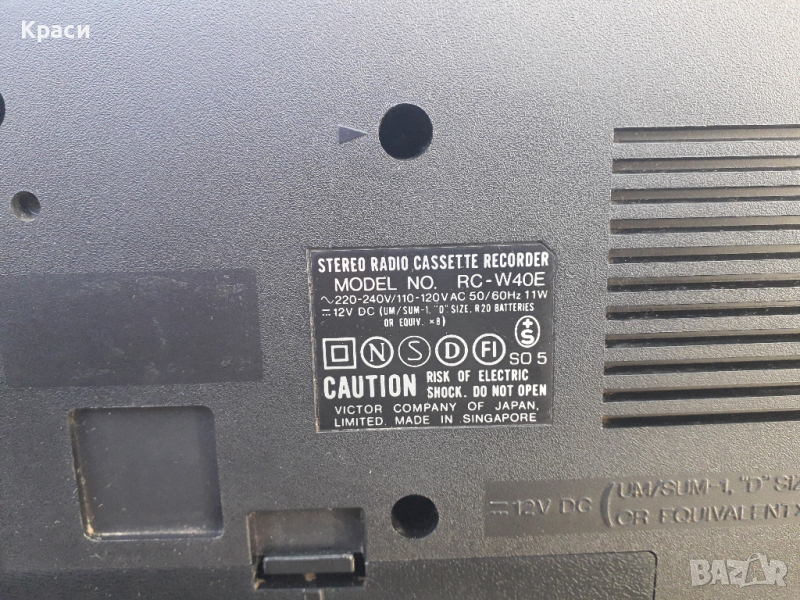 Краси
STEREO RADIO CASSETTE RECORDER
MODEL NO. RC-W40E
∼220-240V/110-120V AC 50/60Hz 11W
⎓12V DC (UM/SUM-1, "D" SIZE, R20 BATTERIES
OR EQUIV. ×8)
+S
N S D FI SO 5
CAUTION RISK OF ELECTRIC
SHOCK. DO NOT OPEN
VICTOR COMPANY OF JAPAN,
LIMITED. MADE IN SINGAPORE
⎓12V DC (UM/SUM-1, "D" SIZ
OR EQUIVALENT×
BAZAR